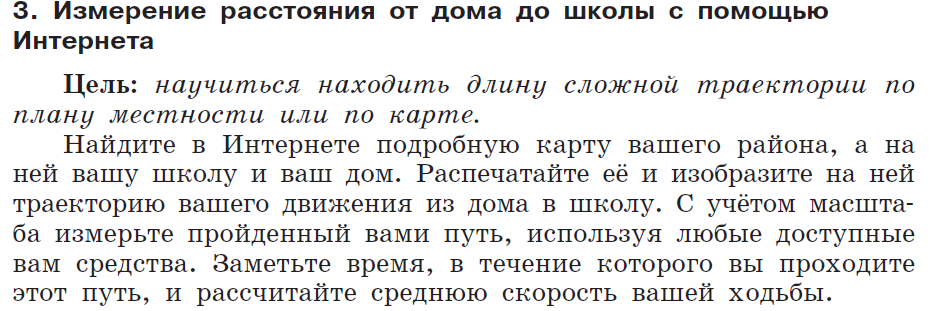 3. Измерение расстояния от дома до школы с помощью
Интернета
Цель: научиться находить длину сложной траектории по
плану местности или по карте.
Найдите в Интернете подробную карту вашего района, а на
ней вашу школу и ваш дом. Распечатайте её и изобразите на ней
траекторию вашего движения из дома в школу. С учётом масшта-
ба измерьте пройденный вами путь, используя любые доступные
вам средства. Заметьте время, в течение которого вы проходите
этот путь, и рассчитайте среднюю скорость вашей ходьбы.